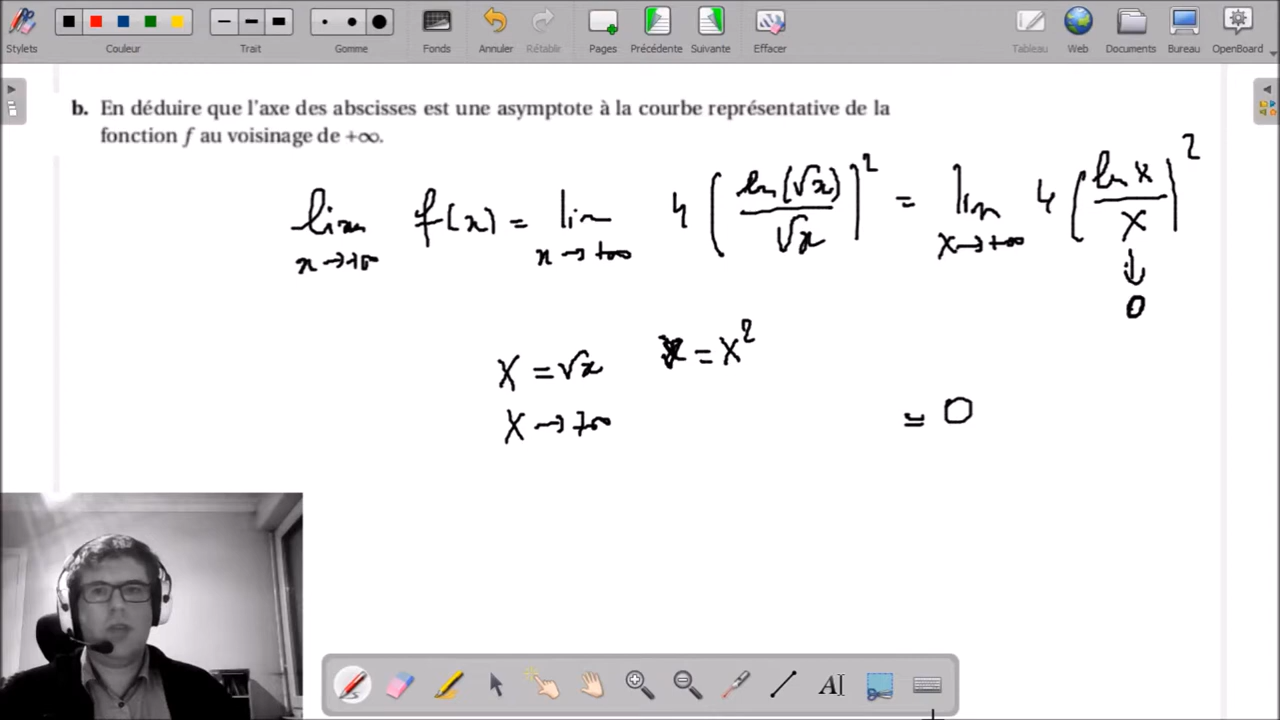 Stylets Couleur Trait Gomme Fonds Annuler Rétablir Pages Précédente Suivante Effacer Tableau Web Documents Bureau OpenBoard
b. En déduire que l'axe des abscisses est une asymptote à la courbe représentative de la
fonction f au voisinage de +∞.
lim x→+∞ f(x) = lim x→+∞ 4 (ln(√x)/√x)² = lim X→+∞ 4 (ln X/X)²
↓
0
X = √x x = X²
X → +∞ = 0
AI